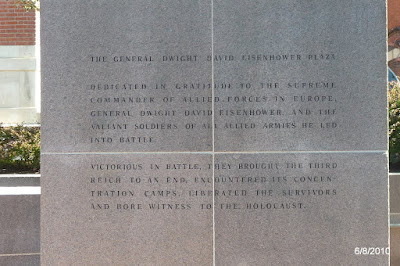 THE GENERAL DWIGHT DAVID EISENHOWER PLAZA
DEDICATED IN GRATITUDE TO THE SUPREME
COMMANDER OF ALLIED FORCES IN EUROPE,
GENERAL DWIGHT DAVID EISENHOWER AND THE
VALIANT SOLDIERS OF ALL ALLIED ARMIES HE LED
INTO BATTLE.
VICTORIOUS IN BATTLE, THEY BROUGHT THE THIRD
REICH TO AN END, ENCOUNTERED ITS CONCEN-
TRATION CAMPS, LIBERATED THE SURVIVORS
AND BORE WITNESS TO THE HOLOCAUST.
6/8/2010